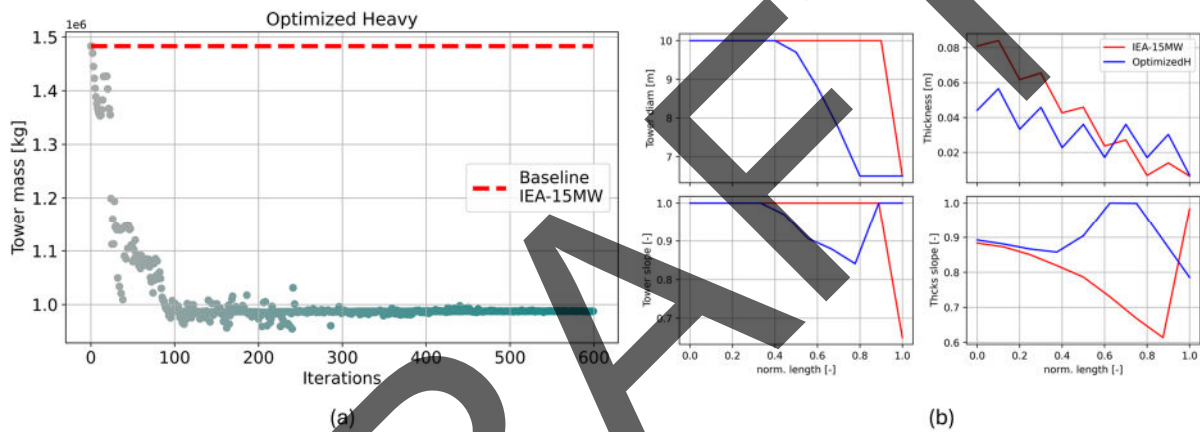 Optimized Heavy
1e6
1.5
1.4
1.3
1.2
1.1
1.0
Tower mass [kg]
Baseline
IEA-15MW
0 100 200 300 400 500 600
Iterations
(a)
10
9
8
7
Tower diam [m]
0.08
0.06
0.04
0.02
Thickness [m]
IEA-15MW
OptimizedH
1.0
0.9
0.8
0.7
Tower slope [-]
0.0 0.2 0.4 0.6 0.8 1.0
norm. length [-]
1.0
0.9
0.8
0.7
0.6
Thcks slope [-]
0.0 0.2 0.4 0.6 0.8 1.0
norm. length [-]
(b)